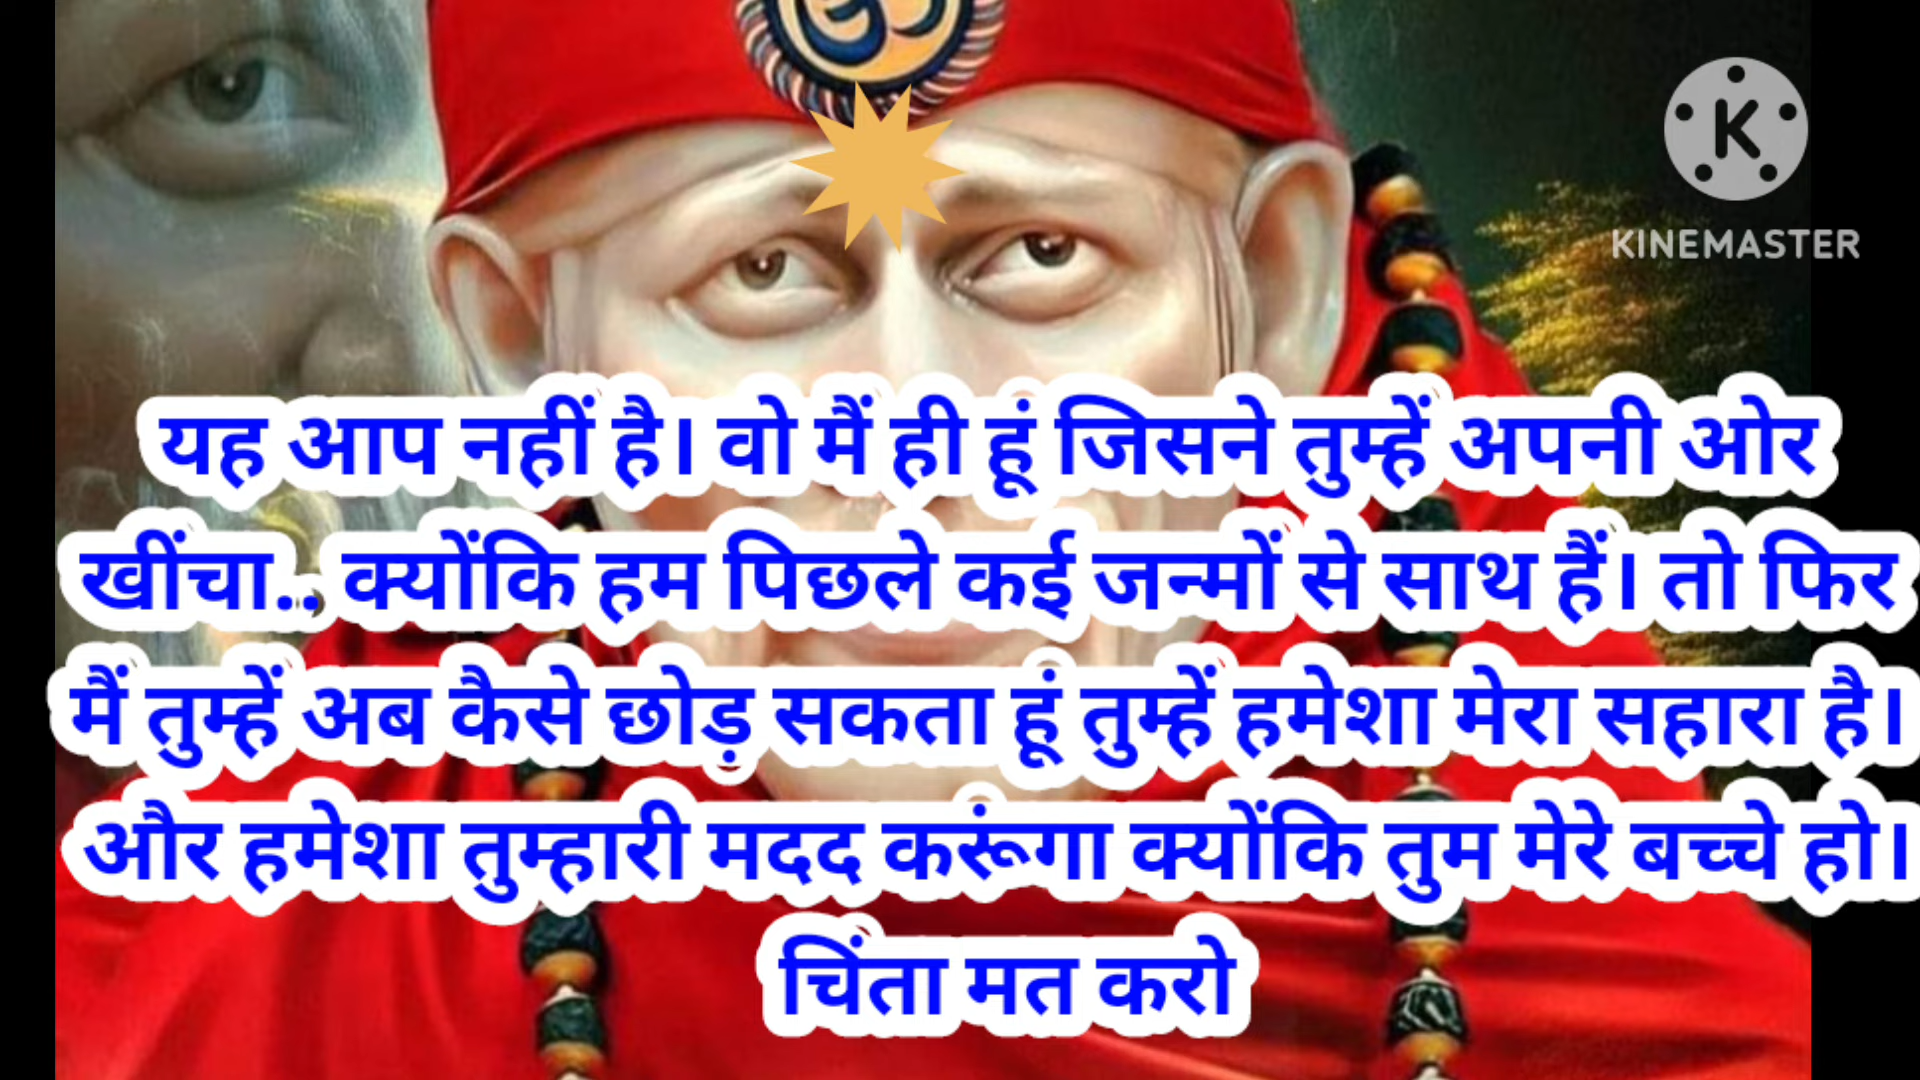 KINEMASTER
यह आप नहीं है। वो मैं ही हूं जिसने तुम्हें अपनी ओर
खींचा.. क्योंकि हम पिछले कई जन्मों से साथ हैं। तो फिर
मैं तुम्हें अब कैसे छोड़ सकता हूं तुम्हें हमेशा मेरा सहारा है।
और हमेशा तुम्हारी मदद करूंगा क्योंकि तुम मेरे बच्चे हो।
चिंता मत करो